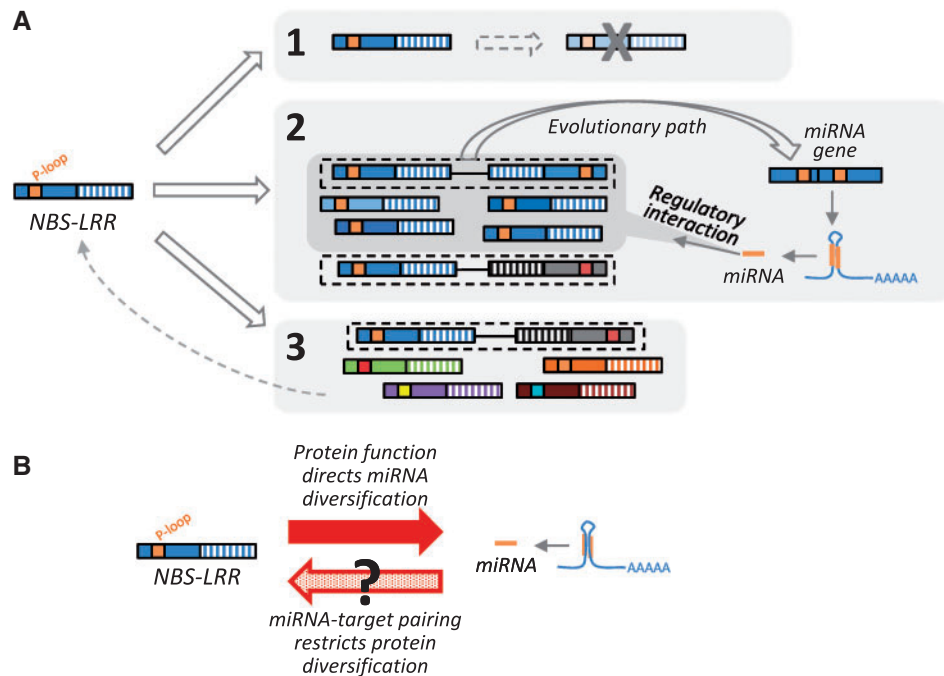 A
1
2
Evolutionary path
miRNA
gene
P-loop
NBS-LRR
Regulatory
interaction
miRNA
AAAAA
3
B
Protein function
directs miRNA
diversification
P-loop
NBS-LRR
?
miRNA
AAAAA
miRNA-target pairing
restricts protein
diversification